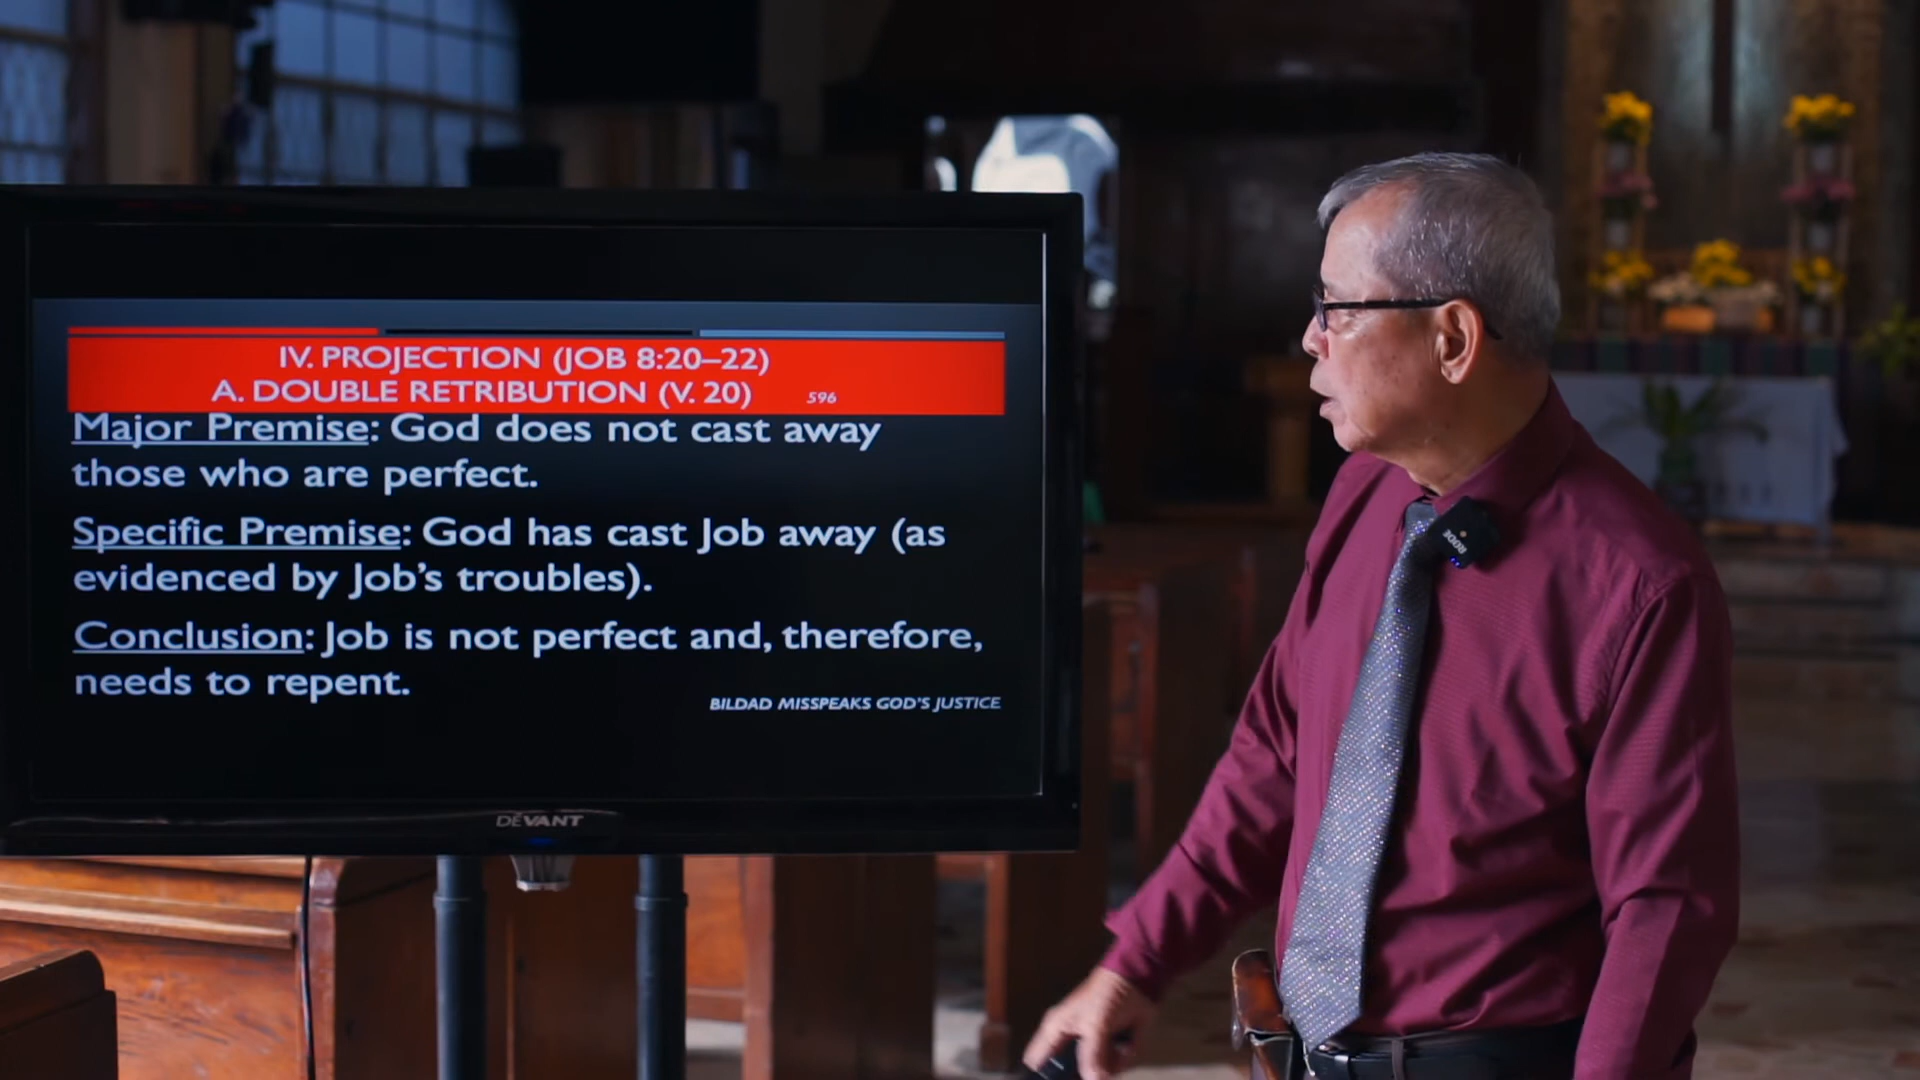 IV. PROJECTION (JOB 8:20–22)
A. DOUBLE RETRIBUTION (V. 20) 596
Major Premise: God does not cast away
those who are perfect.
Specific Premise: God has cast Job away (as
evidenced by Job's troubles).
Conclusion: Job is not perfect and, therefore,
needs to repent.
BILDAD MISSPEAKS GOD'S JUSTICE
DEVANT
RODE